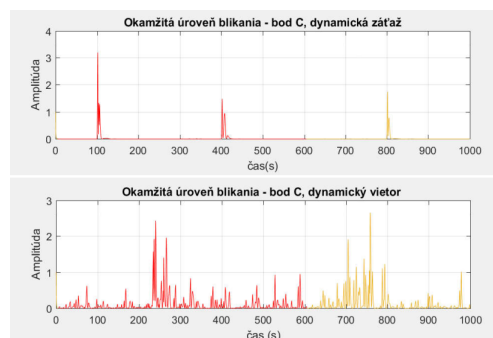 Okamžitá úroveň blikania - bod C, dynamická záťaž
Amplitúda
4
3
2
1
0
0 100 200 300 400 500 600 700 800 900 1000
čas(s)
Okamžitá úroveň blikania - bod C, dynamický vietor
Amplitúda
3
2
1
0
0 100 200 300 400 500 600 700 800 900 1000
čas (s)